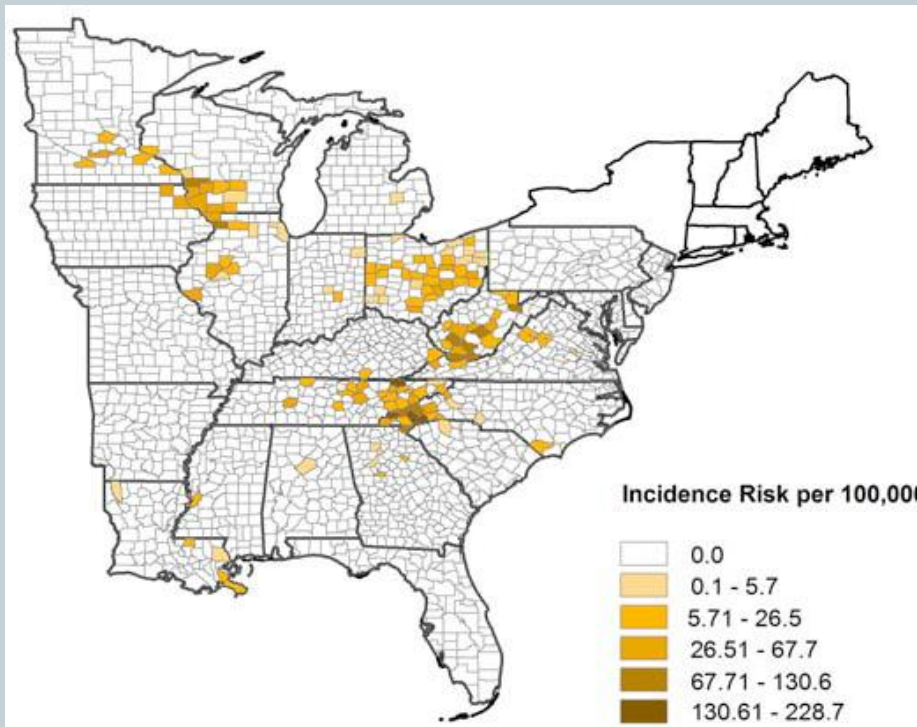 Incidence Risk per 100,000
0.0
0.1 - 5.7
5.71 - 26.5
26.51 - 67.7
67.71 - 130.6
130.61 - 228.7